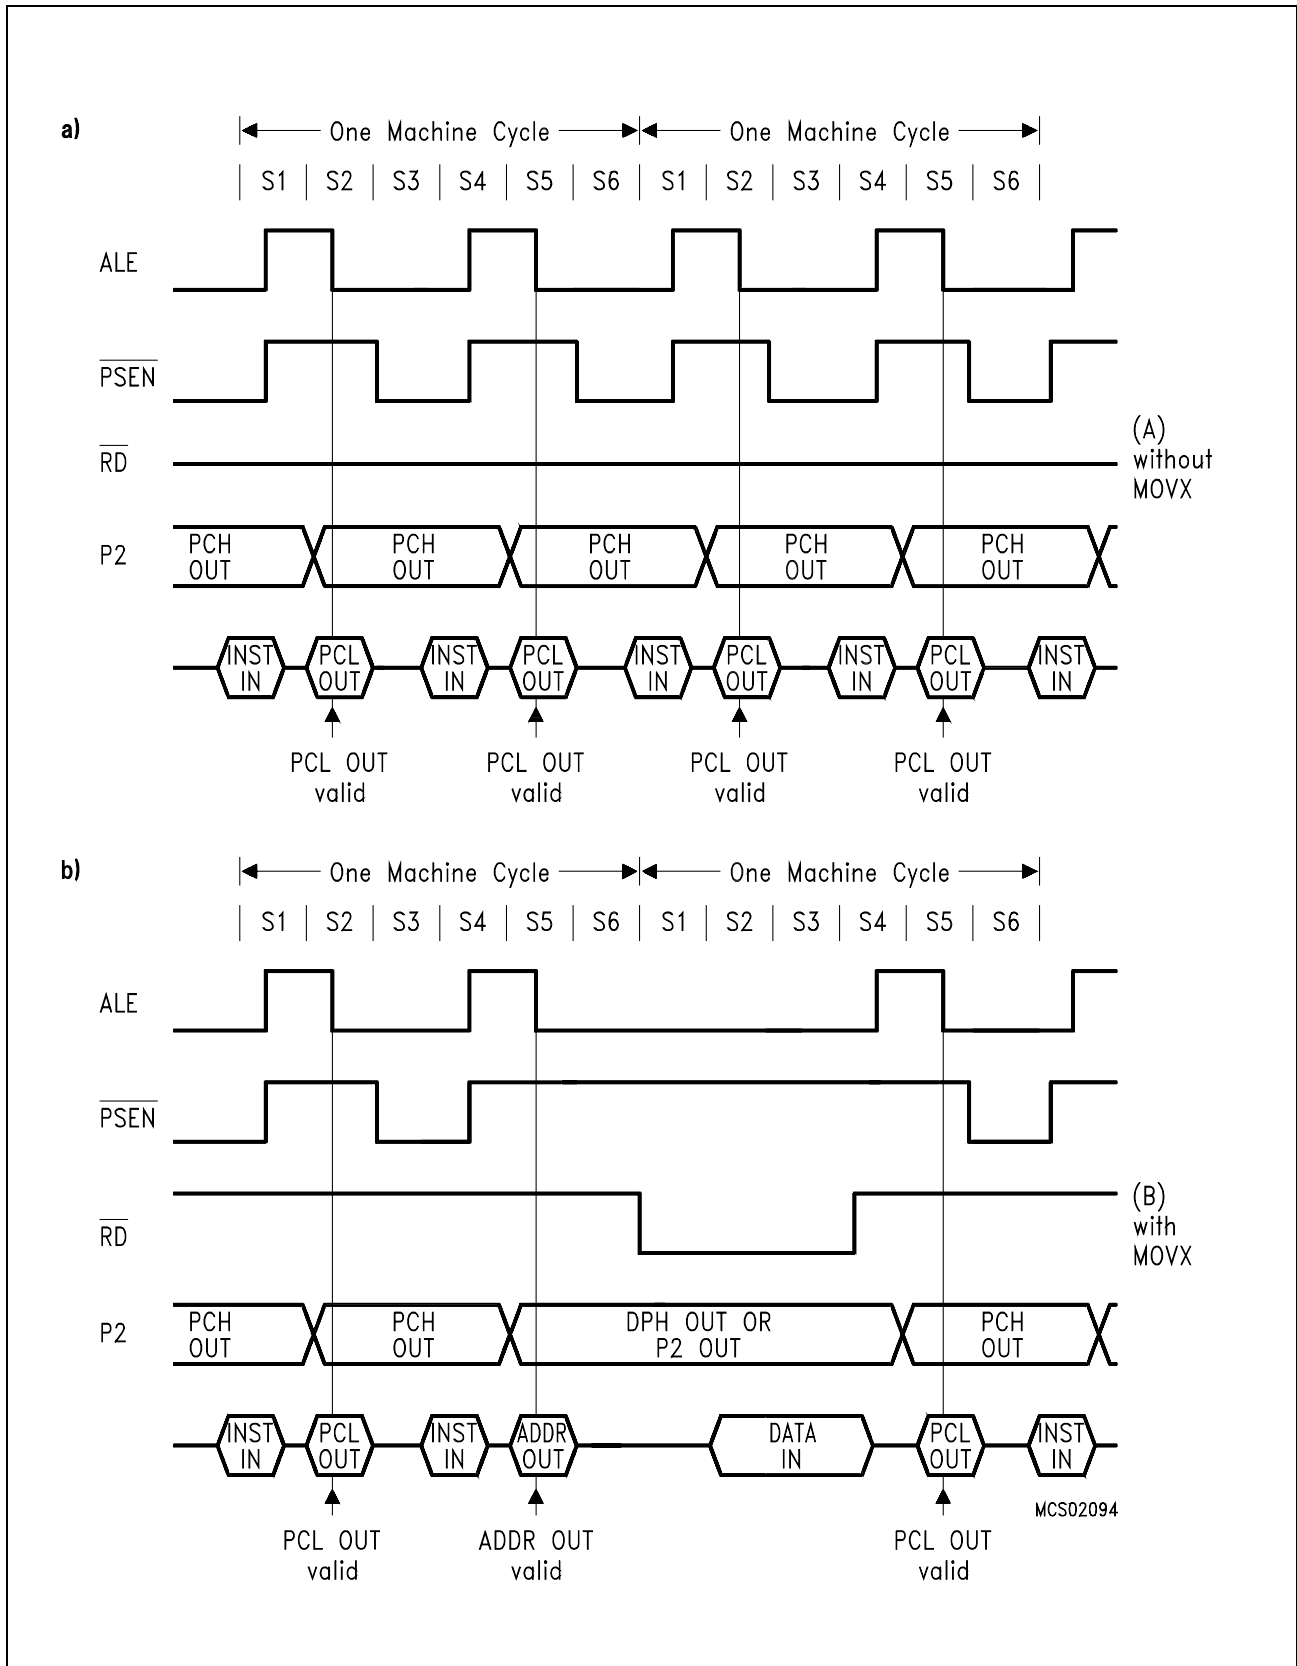 a)
One Machine Cycle One Machine Cycle
S1 S2 S3 S4 S5 S6 S1 S2 S3 S4 S5 S6
ALE
PSEN
RD
(A)
without
MOVX
P2
PCH PCH PCH PCH PCH
OUT OUT OUT OUT OUT
INST PCL INST PCL INST PCL INST PCL INST
IN OUT IN OUT IN OUT IN OUT IN
PCL OUT PCL OUT PCL OUT PCL OUT
valid valid valid valid
b)
One Machine Cycle One Machine Cycle
S1 S2 S3 S4 S5 S6 S1 S2 S3 S4 S5 S6
ALE
PSEN
RD
(B)
with
MOVX
P2
PCH PCH DPH OUT OR PCH
OUT OUT P2 OUT OUT
INST PCL INST ADDR DATA PCL INST
IN OUT IN OUT IN OUT IN
MCS02094
PCL OUT ADDR OUT PCL OUT
valid valid valid